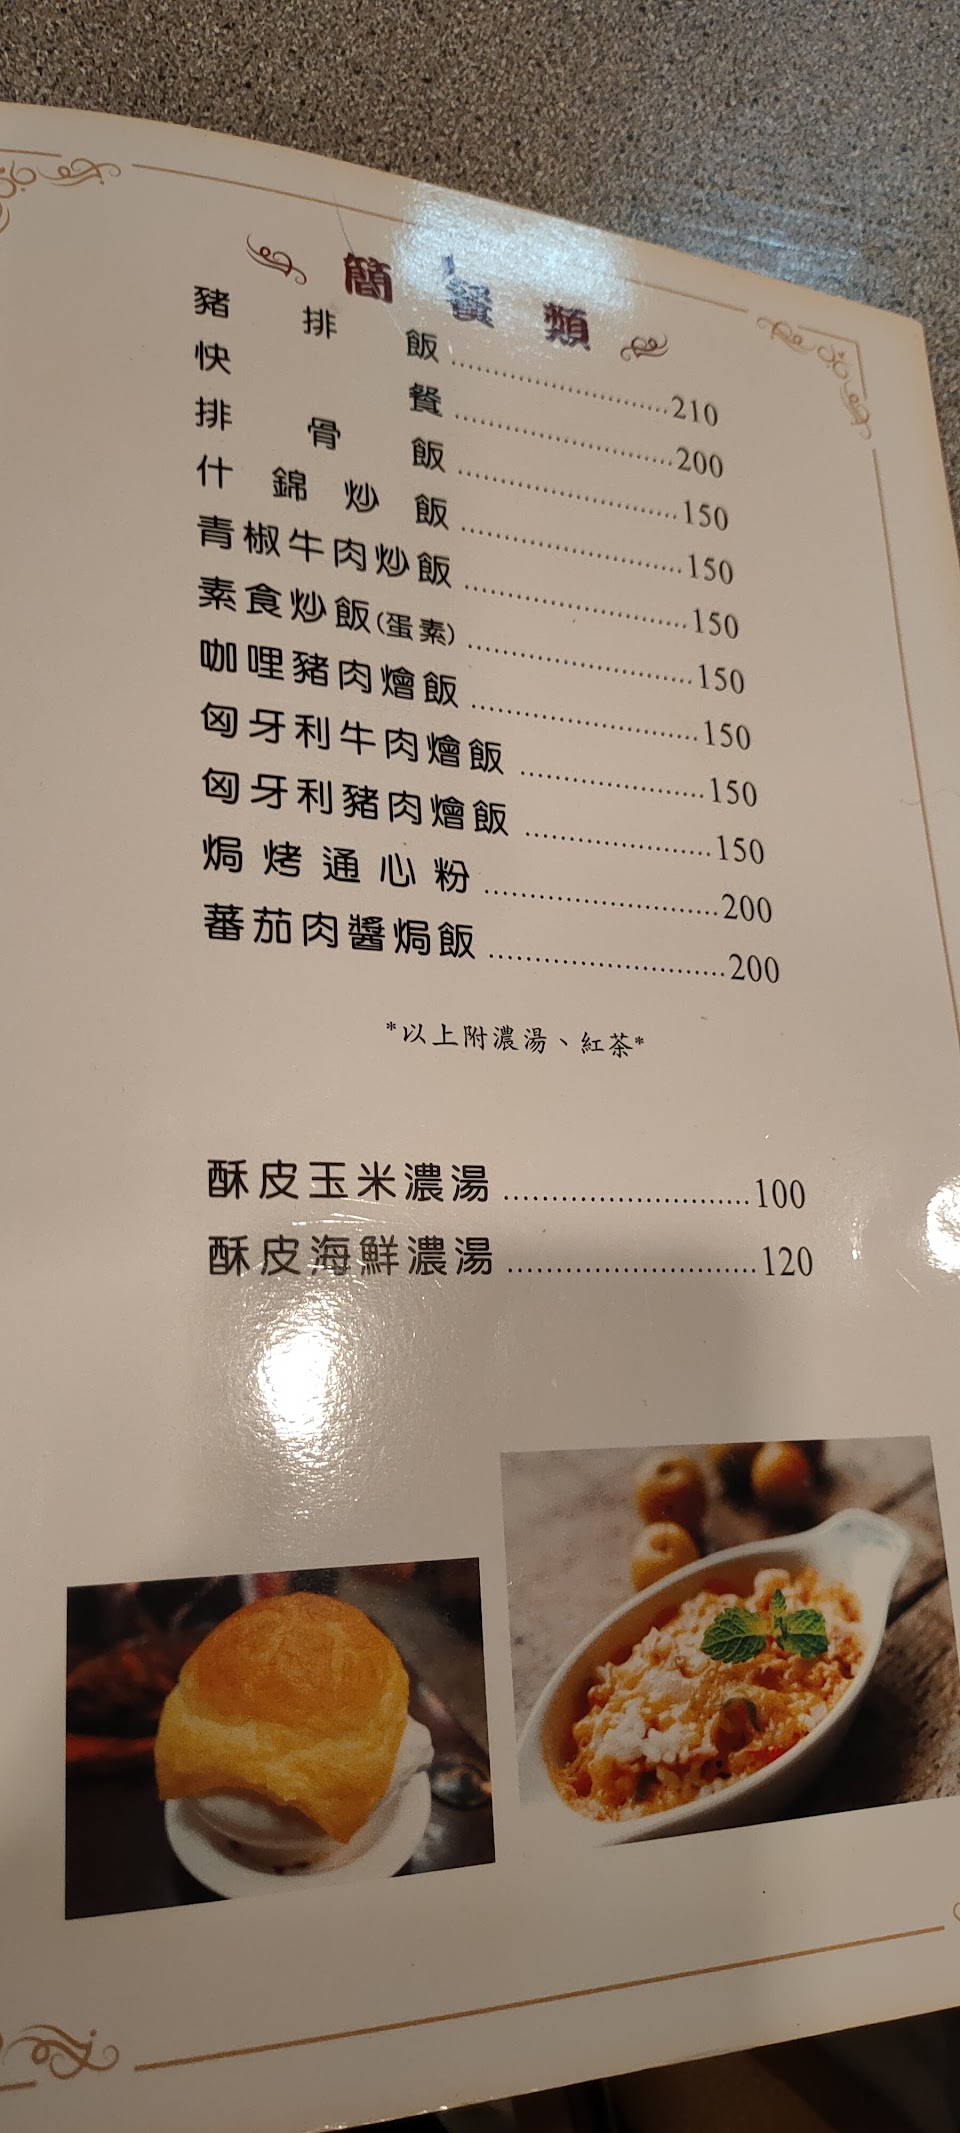 簡餐類
豬排飯........................210
快餐........................200
排骨飯........................150
什錦炒飯........................150
青椒牛肉炒飯........................150
素食炒飯(蛋素)........................150
咖哩豬肉燴飯........................150
匈牙利牛肉燴飯....................150
匈牙利豬肉燴飯....................150
焗烤通心粉.........................200
蕃茄肉醬焗飯.........................200
*以上附濃湯、紅茶*
酥皮玉米濃湯..........................100
酥皮海鮮濃湯..........................120